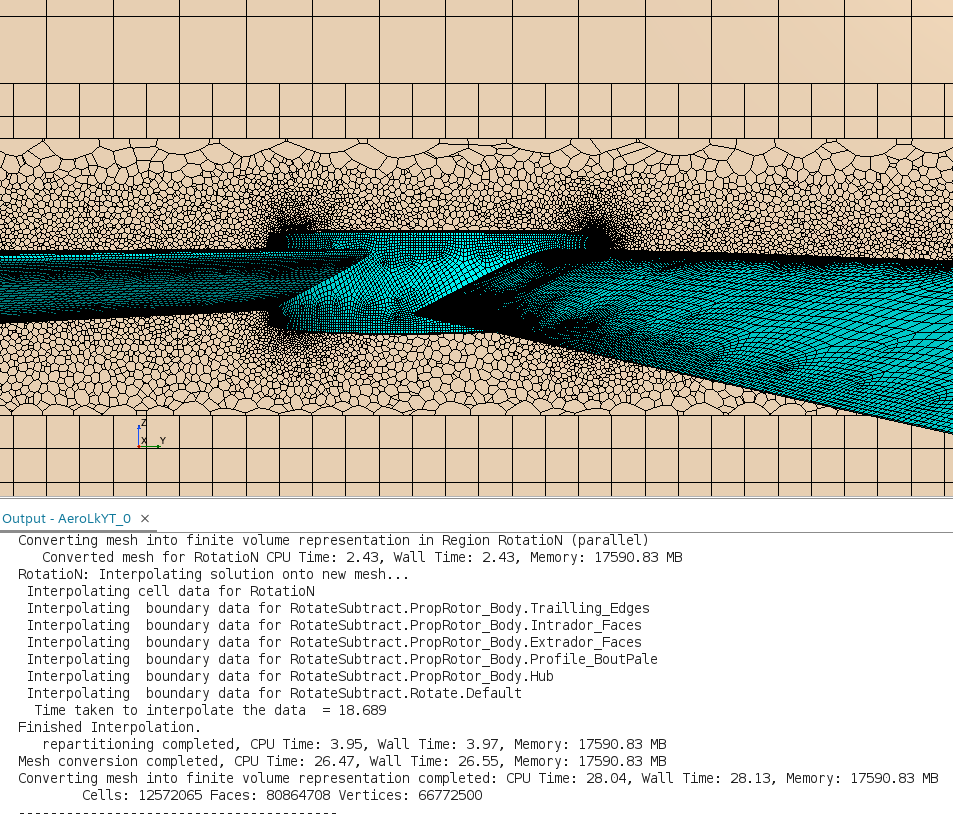 Z
X Y
Output - AeroLkYT_0 ×
Converting mesh into finite volume representation in Region RotatioN (parallel)
Converted mesh for RotatioN CPU Time: 2.43, Wall Time: 2.43, Memory: 17590.83 MB
RotatioN: Interpolating solution onto new mesh...
Interpolating cell data for RotatioN
Interpolating  boundary data for RotateSubtract.PropRotor_Body.Trailling_Edges
Interpolating  boundary data for RotateSubtract.PropRotor_Body.Intrador_Faces
Interpolating  boundary data for RotateSubtract.PropRotor_Body.Extrador_Faces
Interpolating  boundary data for RotateSubtract.PropRotor_Body.Profile_BoutPale
Interpolating  boundary data for RotateSubtract.PropRotor_Body.Hub
Interpolating  boundary data for RotateSubtract.Rotate.Default
Time taken to interpolate the data  = 18.689
Finished Interpolation.
repartitioning completed, CPU Time: 3.95, Wall Time: 3.97, Memory: 17590.83 MB
Mesh conversion completed, CPU Time: 26.47, Wall Time: 26.55, Memory: 17590.83 MB
Converting mesh into finite volume representation completed: CPU Time: 28.04, Wall Time: 28.13, Memory: 17590.83 MB
Cells: 12572065 Faces: 80864708 Vertices: 66772500
----------------------------------------